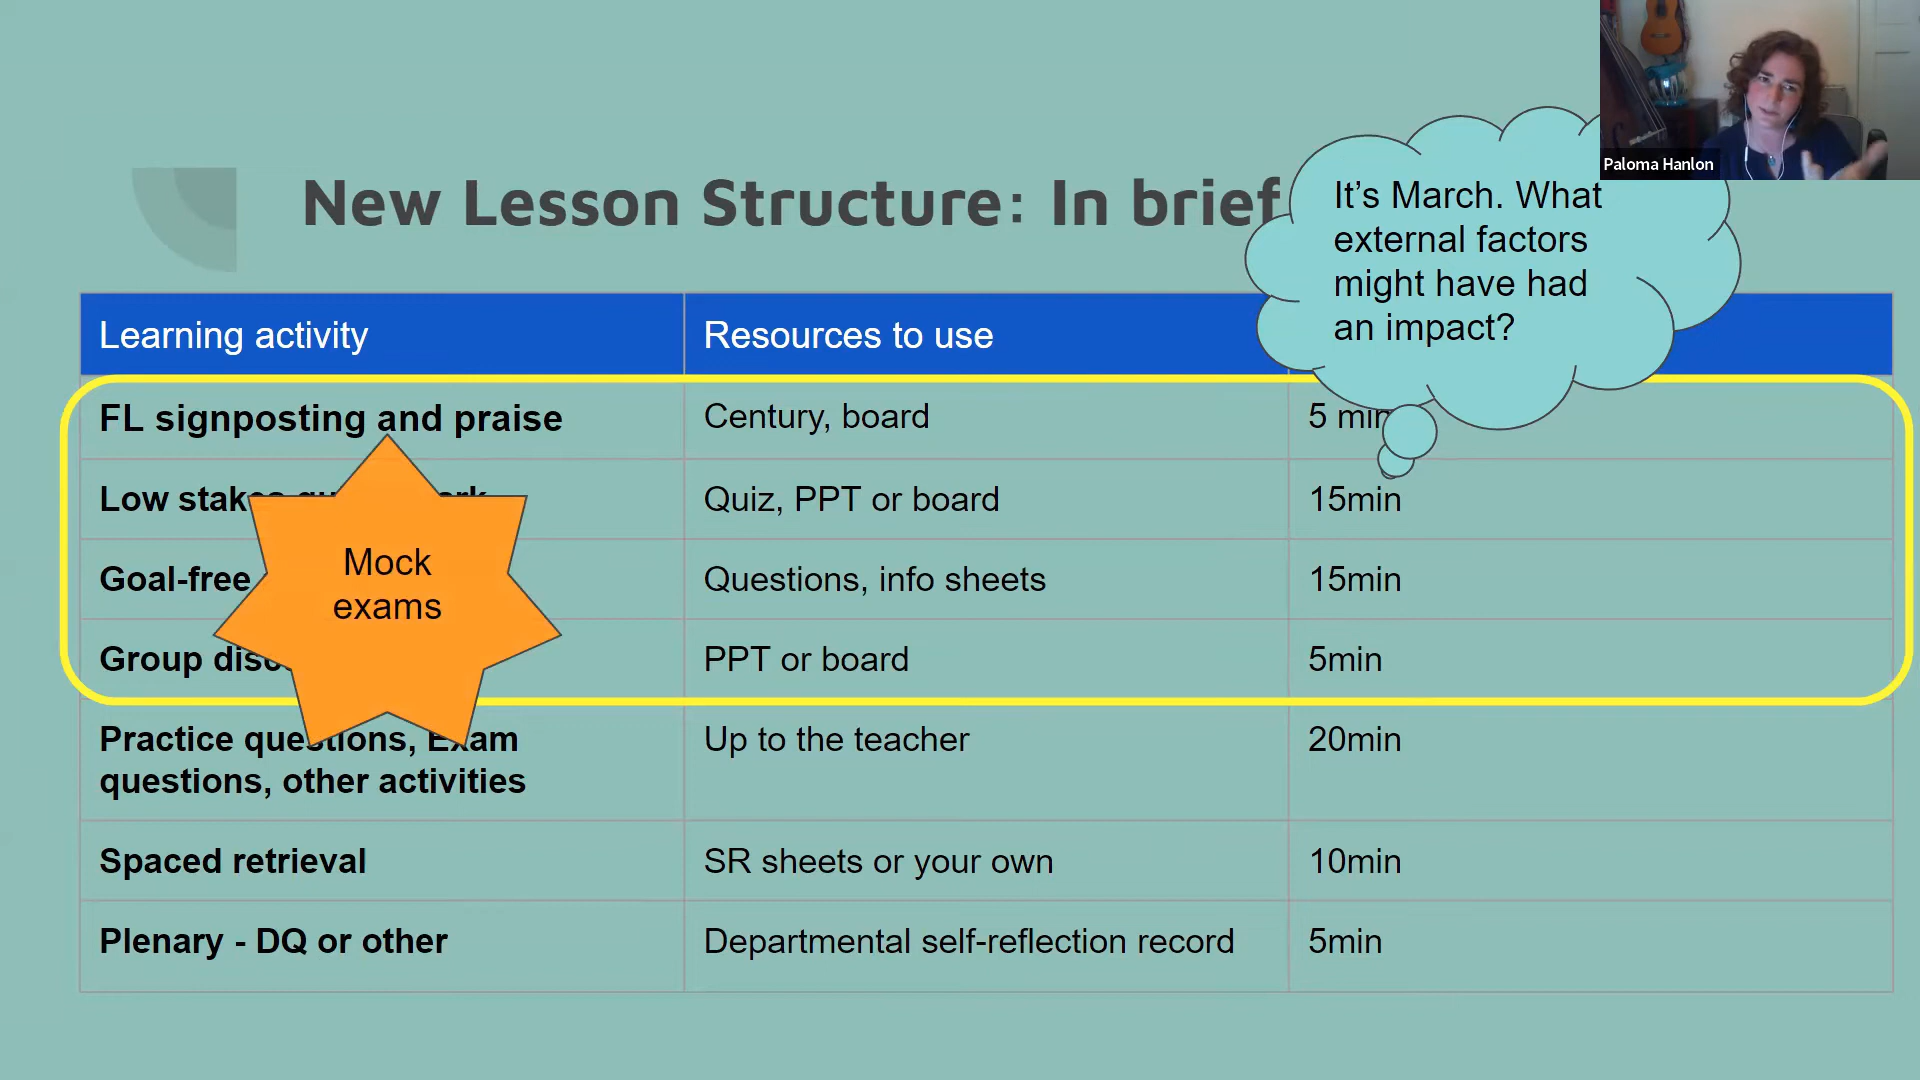 Paloma Hanlon
New Lesson Structure: In brief
It's March. What
external factors
might have had
an impact?
Learning activity
Resources to use
FL signposting and praise
Century, board
5 min
Low
Quiz, PPT or board
15min
Goal-free
Questions, info sheets
15min
Mock
exams
Group
PPT or board
5min
Practice questions, Exam
questions, other activities
Up to the teacher
20min
Spaced retrieval
SR sheets or your own
10min
Plenary - DQ or other
Departmental self-reflection record
5min